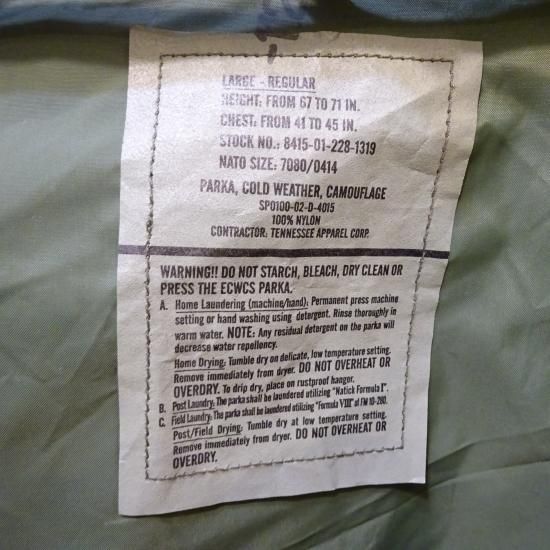 LARGE - REGULAR
HEIGHT: FROM 67 TO 71 IN.
CHEST: FROM 41 TO 45 IN.
STOCK NO.: 8415-01-228-1319
NATO SIZE: 7080/0414
PARKA, COLD WEATHER, CAMOUFLAGE
SP0100-02-D-4015
100% NYLON
CONTRACTOR: TENNESSEE APPAREL CORP.
WARNING!! DO NOT STARCH, BLEACH, DRY CLEAN OR
PRESS THE ECWCS PARKA.
A. Home Laundering (machine/hand): Permanent press machine
setting or hand washing using detergent. Rinse thoroughly in
warm water. NOTE: Any residual detergent on the parka will
decrease water repellency.
Home Drying: Tumble dry on delicate, low temperature setting.
Remove immediately from dryer. DO NOT OVERHEAT OR
OVERDRY. To drip dry, place on rustproof hanger.
B. Post Laundry: The parka shall be laundered utilizing "Natick Formula I".
C. Field Laundry: The parka shall be laundered utilizing "Formula VIII" of FM 10-280.
Post/Field Drying: Tumble dry at low temperature setting.
Remove immediately from dryer. DO NOT OVERHEAT OR
OVERDRY.